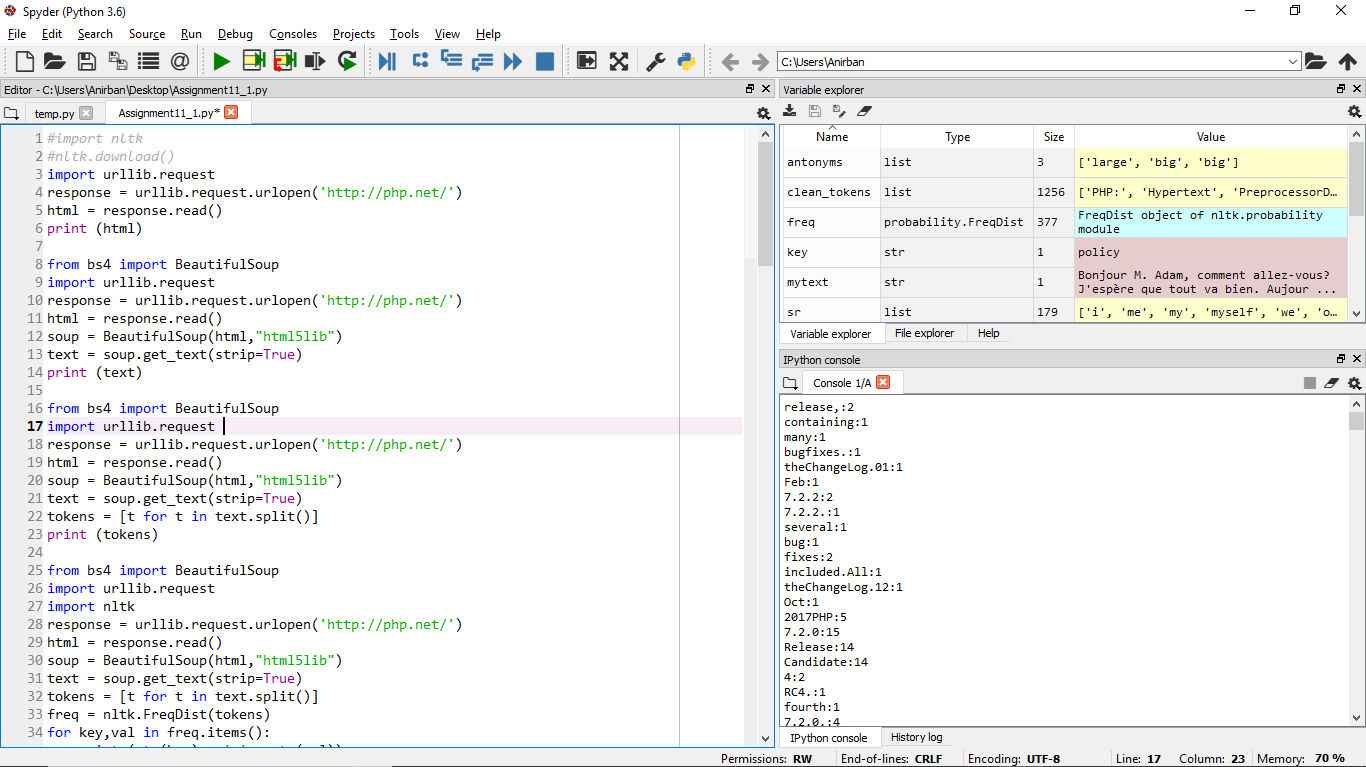 Spyder (Python 3.6)
File Edit Search Source Run Debug Consoles Projects Tools View Help
C:\Users\Anirban
Editor - C:\Users\Anirban\Desktop\Assignment11_1.py
temp.py Assignment11_1.py*
1 #import nltk
2 #nltk.download()
3 import urllib.request
4 response = urllib.request.urlopen('http://php.net/')
5 html = response.read()
6 print (html)
7
8 from bs4 import BeautifulSoup
9 import urllib.request
10 response = urllib.request.urlopen('http://php.net/')
11 html = response.read()
12 soup = BeautifulSoup(html,"html5lib")
13 text = soup.get_text(strip=True)
14 print (text)
15
16 from bs4 import BeautifulSoup
17 import urllib.request
18 response = urllib.request.urlopen('http://php.net/')
19 html = response.read()
20 soup = BeautifulSoup(html,"html5lib")
21 text = soup.get_text(strip=True)
22 tokens = [t for t in text.split()]
23 print (tokens)
24
25 from bs4 import BeautifulSoup
26 import urllib.request
27 import nltk
28 response = urllib.request.urlopen('http://php.net/')
29 html = response.read()
30 soup = BeautifulSoup(html,"html5lib")
31 text = soup.get_text(strip=True)
32 tokens = [t for t in text.split()]
33 freq = nltk.FreqDist(tokens)
34 for key,val in freq.items():
Variable explorer
Name Type Size Value
antonyms list 3 ['large', 'big', 'big']
clean_tokens list 1256 ['PHP:', 'Hypertext', 'PreprocessorD...
freq probability.FreqDist 377 FreqDist object of nltk.probability
module
key str 1 policy
mytext str 1 Bonjour M. Adam, comment allez-vous?
J'espère que tout va bien. Aujour ...
sr list 179 ['i', 'me', 'my', 'myself', 'we', 'o...
Variable explorer File explorer Help
IPython console
Console 1/A
release,:2
containing:1
many:1
bugfixes.:1
theChangeLog.01:1
Feb:1
7.2.2:2
7.2.2.:1
several:1
bug:1
fixes:2
included.All:1
theChangeLog.12:1
Oct:1
2017PHP:5
7.2.0:15
Release:14
Candidate:14
4:2
RC4.:1
fourth:1
7.2.0.:4
IPython console History log
Permissions: RW End-of-lines: CRLF Encoding: UTF-8 Line: 17 Column: 23 Memory: 70 %